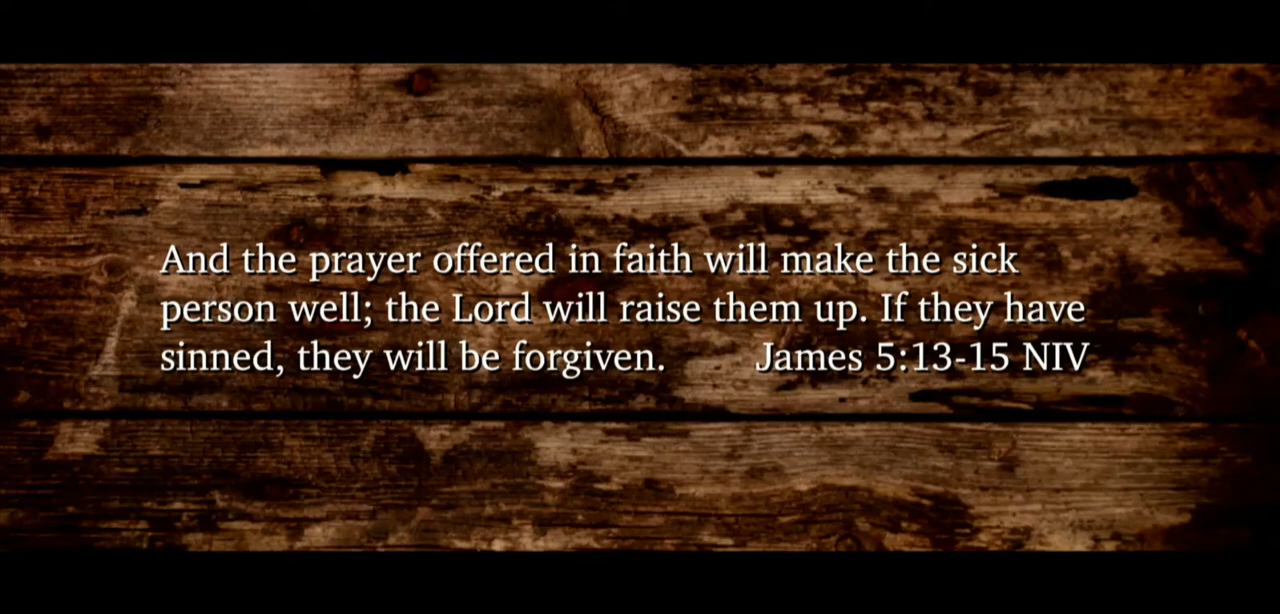 And the prayer offered in faith will make the sick
person well; the Lord will raise them up. If they have
sinned, they will be forgiven. James 5:13-15 NIV